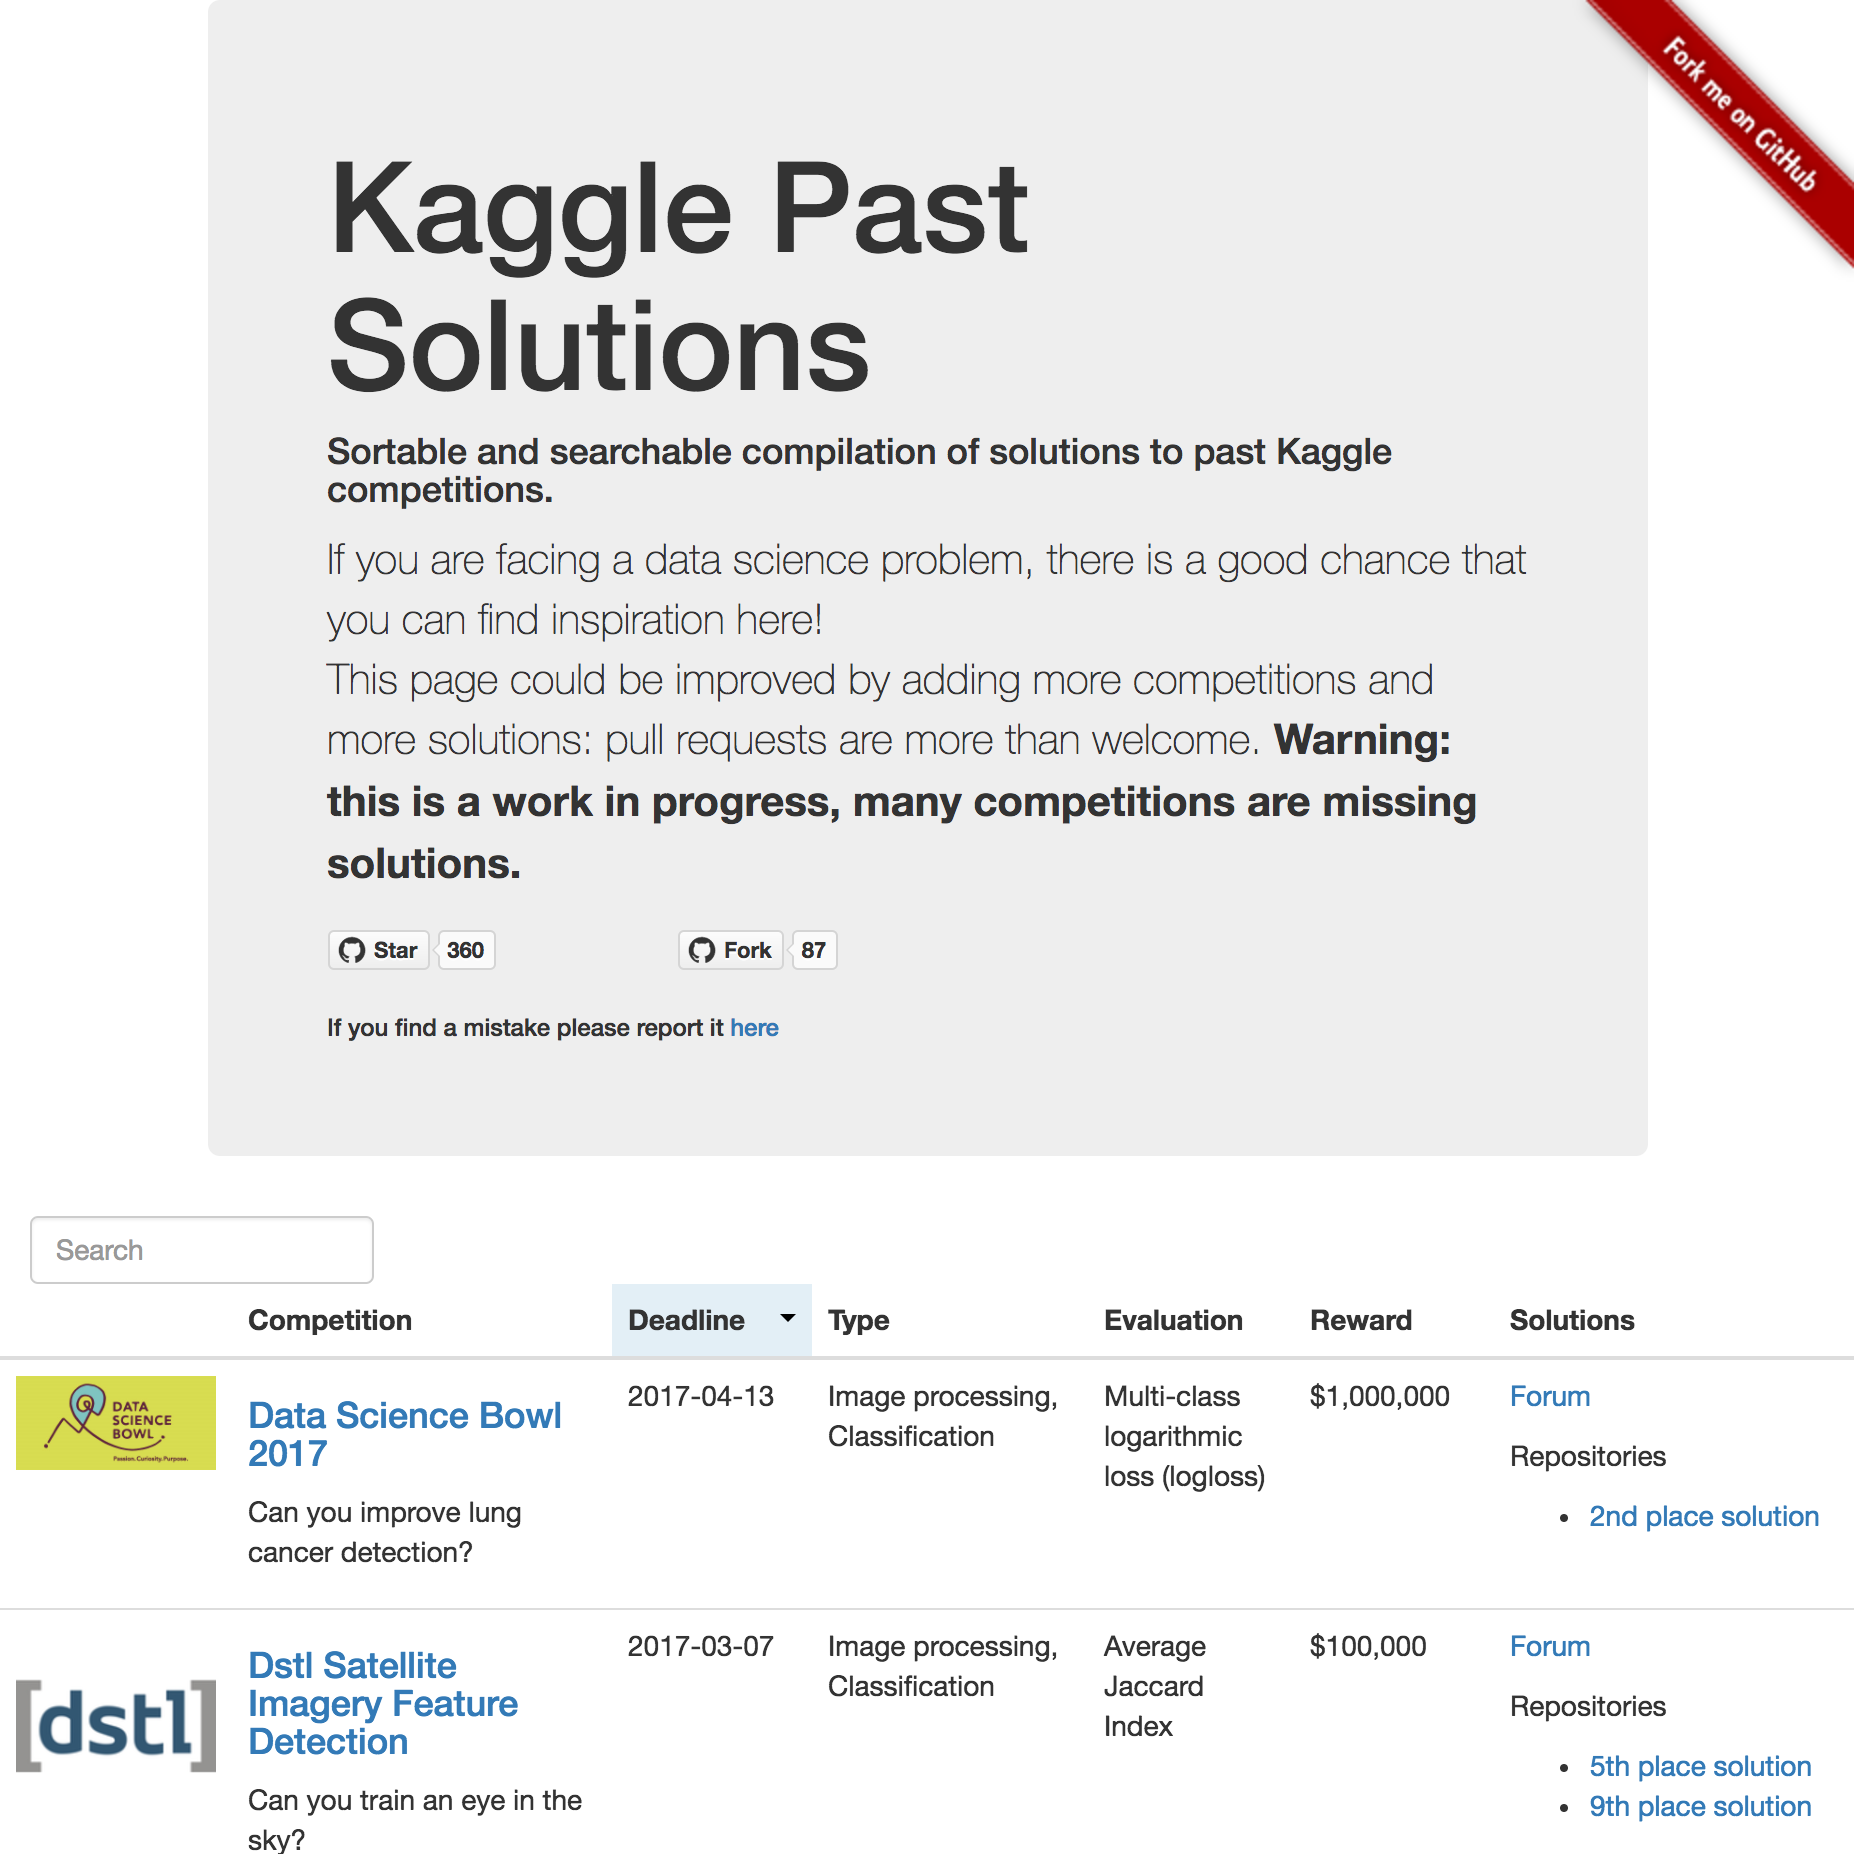 Fork me on GitHub
Kaggle Past
Solutions
Sortable and searchable compilation of solutions to past Kaggle
competitions.
If you are facing a data science problem, there is a good chance that
you can find inspiration here!
This page could be improved by adding more competitions and
more solutions: pull requests are more than welcome. Warning:
this is a work in progress, many competitions are missing
solutions.
Star 360 Fork 87
If you find a mistake please report it here
Search
Competition Deadline Type Evaluation Reward Solutions
DATA
SCIENCE
BOWL
Passion. Curiosity. Purpose.
Data Science Bowl
2017
Can you improve lung
cancer detection?
2017-04-13
Image processing,
Classification
Multi-class
logarithmic
loss (logloss)
$1,000,000
Forum
Repositories
• 2nd place solution
[dstl]
Dstl Satellite
Imagery Feature
Detection
Can you train an eye in the
sky?
2017-03-07
Image processing,
Classification
Average
Jaccard
Index
$100,000
Forum
Repositories
• 5th place solution
• 9th place solution